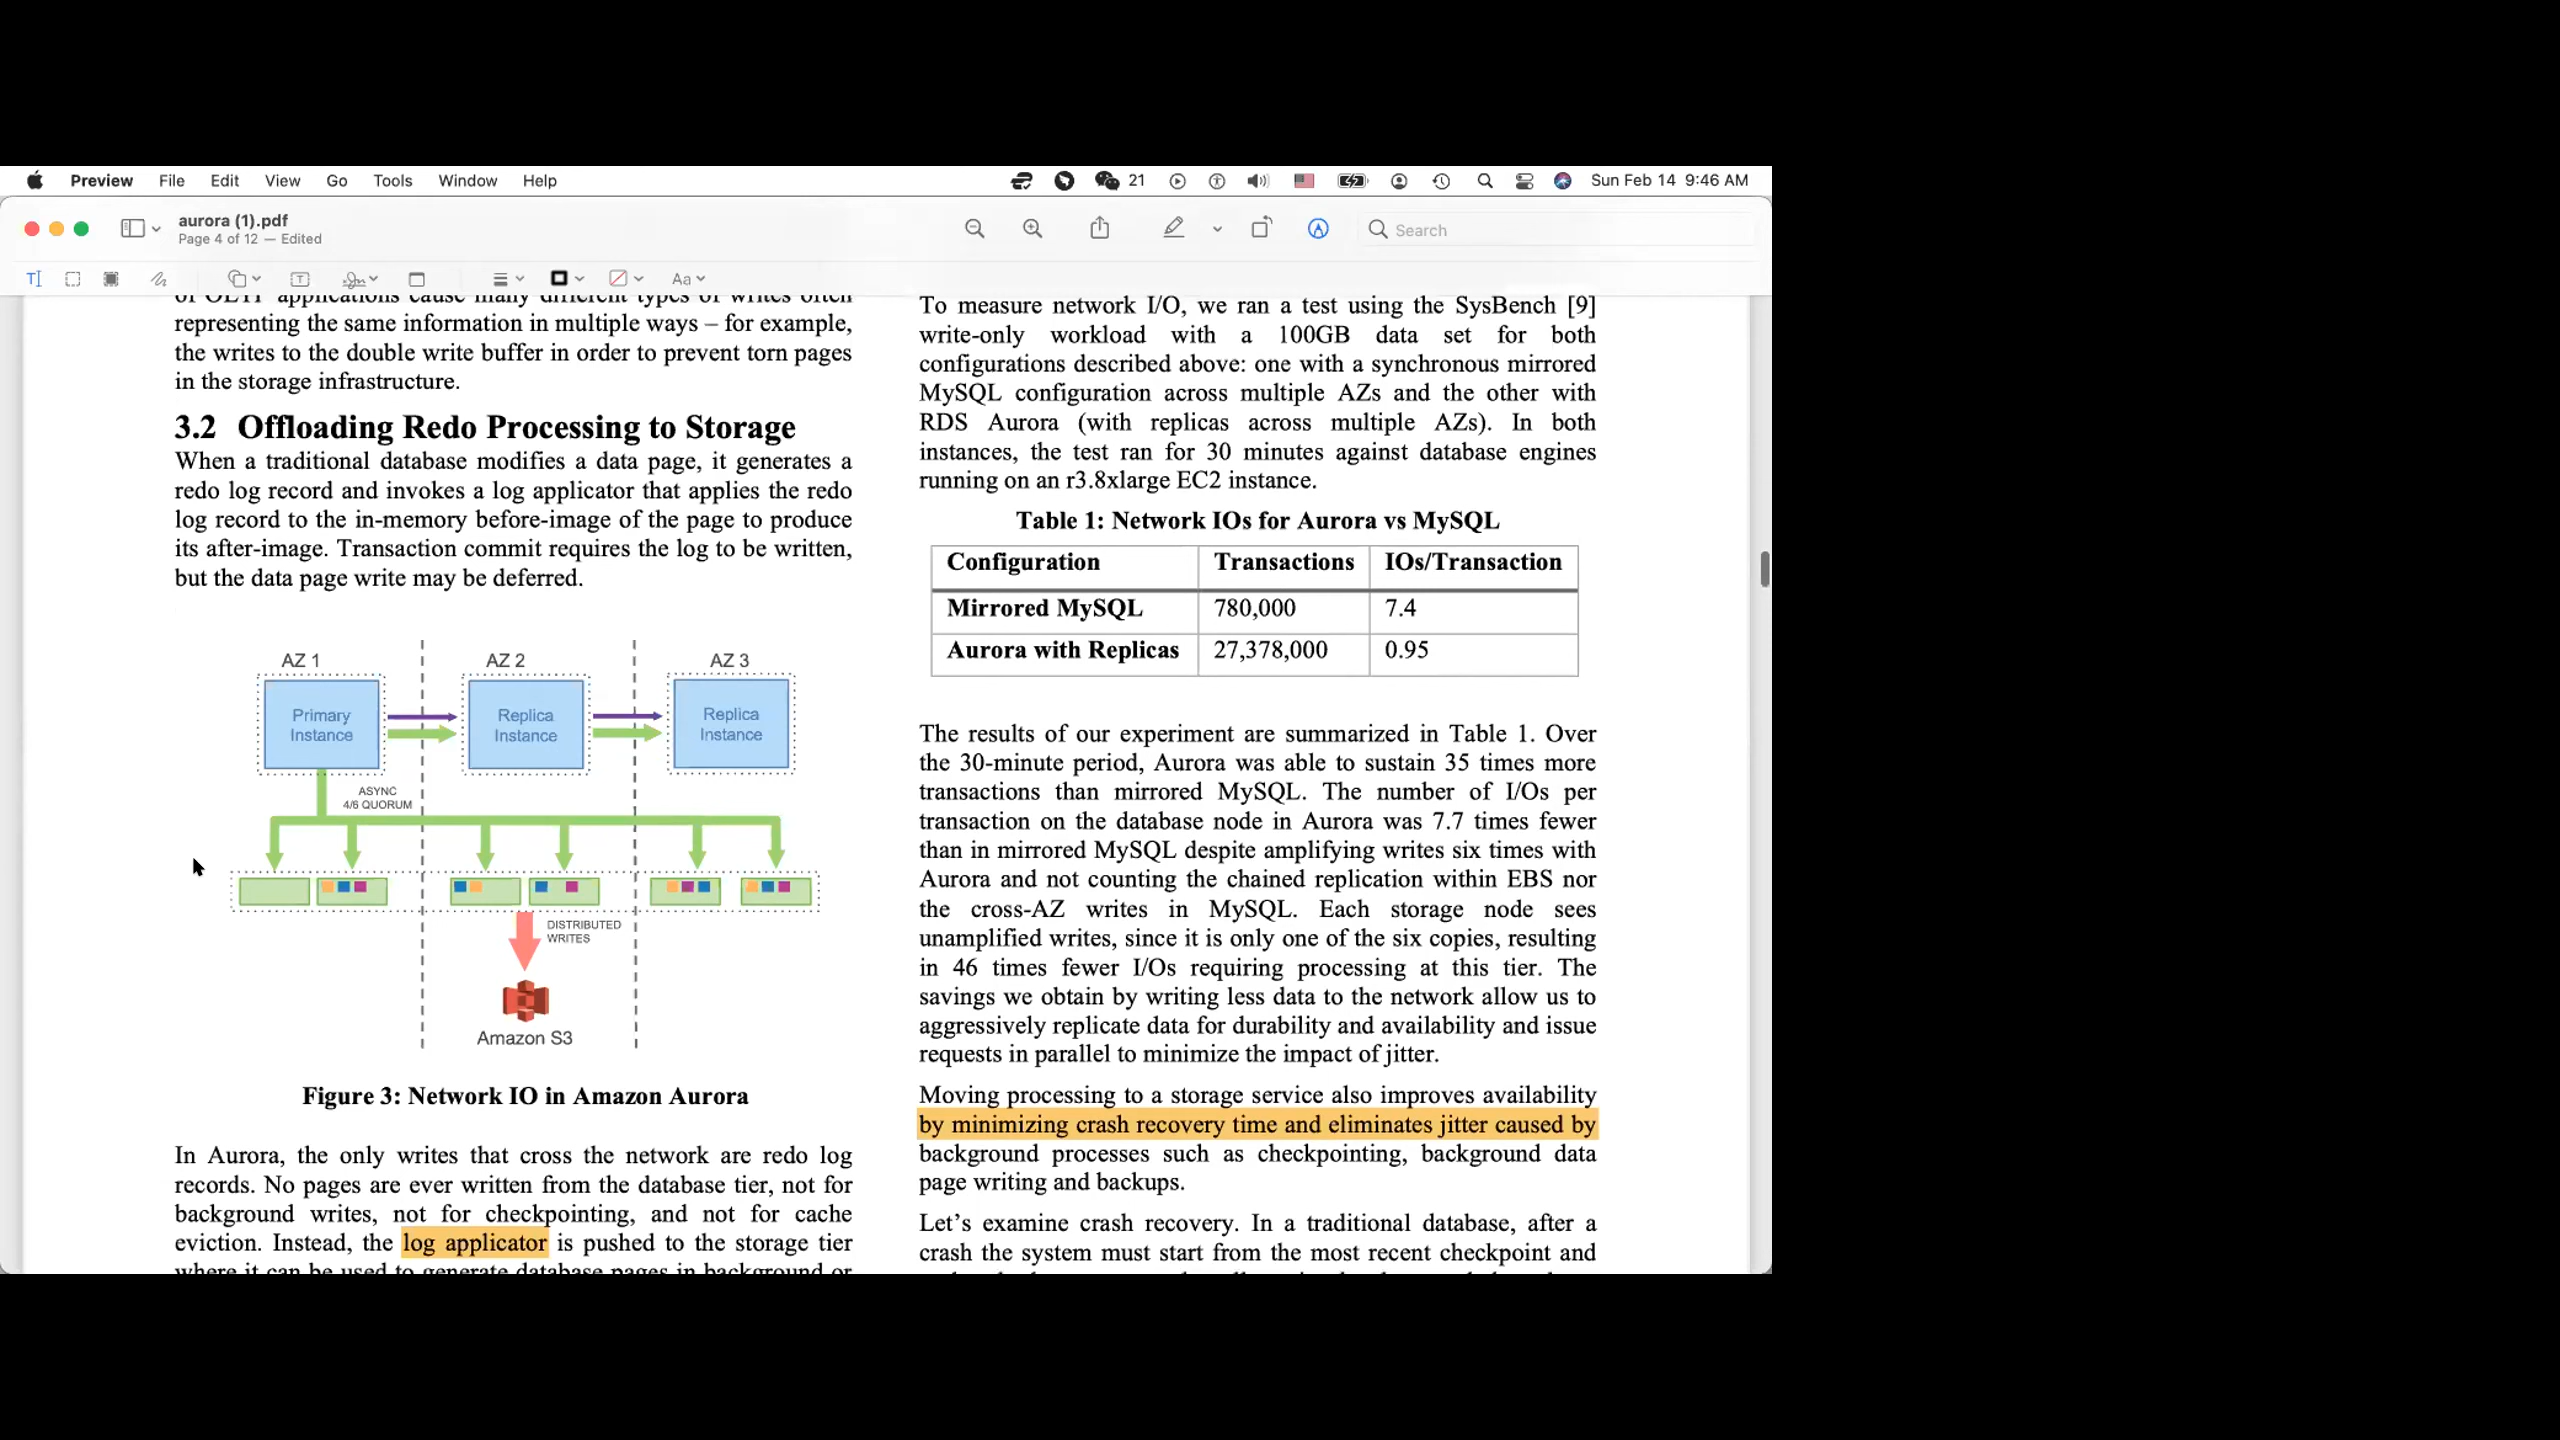 Preview File Edit View Go Tools Window Help 21 Sun Feb 14 9:46 AM
aurora (1).pdf
Page 4 of 12 — Edited
Search
Aa
of OLTP applications cause many different types of writes often
representing the same information in multiple ways – for example,
the writes to the double write buffer in order to prevent torn pages
in the storage infrastructure.
3.2 Offloading Redo Processing to Storage
When a traditional database modifies a data page, it generates a
redo log record and invokes a log applicator that applies the redo
log record to the in-memory before-image of the page to produce
its after-image. Transaction commit requires the log to be written,
but the data page write may be deferred.
AZ 1 AZ 2 AZ 3
Primary
Instance
Replica
Instance
Replica
Instance
ASYNC
4/6 QUORUM
DISTRIBUTED
WRITES
Amazon S3
Figure 3: Network IO in Amazon Aurora
In Aurora, the only writes that cross the network are redo log
records. No pages are ever written from the database tier, not for
background writes, not for checkpointing, and not for cache
eviction. Instead, the log applicator is pushed to the storage tier
where it can be used to generate database pages in background or
To measure network I/O, we ran a test using the SysBench [9]
write-only workload with a 100GB data set for both
configurations described above: one with a synchronous mirrored
MySQL configuration across multiple AZs and the other with
RDS Aurora (with replicas across multiple AZs). In both
instances, the test ran for 30 minutes against database engines
running on an r3.8xlarge EC2 instance.
Table 1: Network IOs for Aurora vs MySQL
Configuration Transactions IOs/Transaction
Mirrored MySQL 780,000 7.4
Aurora with Replicas 27,378,000 0.95
The results of our experiment are summarized in Table 1. Over
the 30-minute period, Aurora was able to sustain 35 times more
transactions than mirrored MySQL. The number of I/Os per
transaction on the database node in Aurora was 7.7 times fewer
than in mirrored MySQL despite amplifying writes six times with
Aurora and not counting the chained replication within EBS nor
the cross-AZ writes in MySQL. Each storage node sees
unamplified writes, since it is only one of the six copies, resulting
in 46 times fewer I/Os requiring processing at this tier. The
savings we obtain by writing less data to the network allow us to
aggressively replicate data for durability and availability and issue
requests in parallel to minimize the impact of jitter.
Moving processing to a storage service also improves availability
by minimizing crash recovery time and eliminates jitter caused by
background processes such as checkpointing, background data
page writing and backups.
Let's examine crash recovery. In a traditional database, after a
crash the system must start from the most recent checkpoint and